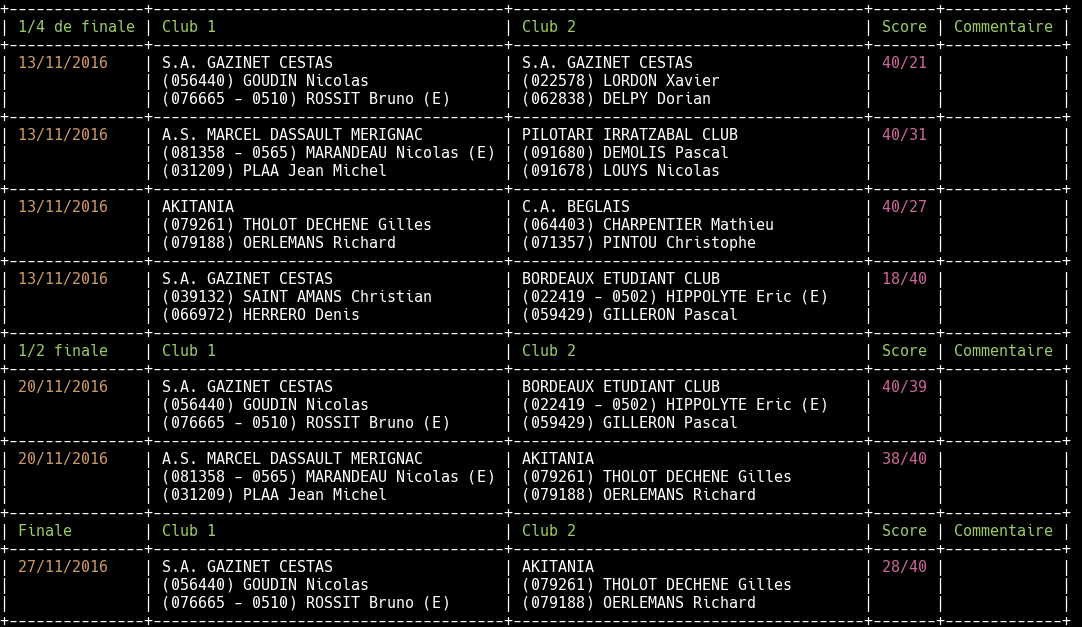 1/4 de finale | Club 1 | Club 2 | Score | Commentaire
13/11/2016 | S.A. GAZINET CESTAS | S.A. GAZINET CESTAS | 40/21 |
| (056440) GOUDIN Nicolas | (022578) LORDON Xavier | |
| (076665 - 0510) ROSSIT Bruno (E) | (062838) DELPY Dorian | |
13/11/2016 | A.S. MARCEL DASSAULT MERIGNAC | PILOTARI IRRATZABAL CLUB | 40/31 |
| (081358 - 0565) MARANDEAU Nicolas (E) | (091680) DEMOLIS Pascal | |
| (031209) PLAA Jean Michel | (091678) LOUYS Nicolas | |
13/11/2016 | AKITANIA | C.A. BEGLAIS | 40/27 |
| (079261) THOLOT DECHENE Gilles | (064403) CHARPENTIER Mathieu | |
| (079188) OERLEMANS Richard | (071357) PINTOU Christophe | |
13/11/2016 | S.A. GAZINET CESTAS | BORDEAUX ETUDIANT CLUB | 18/40 |
| (039132) SAINT AMANS Christian | (022419 - 0502) HIPPOLYTE Eric (E) | |
| (066972) HERRERO Denis | (059429) GILLERON Pascal | |
1/2 finale | Club 1 | Club 2 | Score | Commentaire
20/11/2016 | S.A. GAZINET CESTAS | BORDEAUX ETUDIANT CLUB | 40/39 |
| (056440) GOUDIN Nicolas | (022419 - 0502) HIPPOLYTE Eric (E) | |
| (076665 - 0510) ROSSIT Bruno (E) | (059429) GILLERON Pascal | |
20/11/2016 | A.S. MARCEL DASSAULT MERIGNAC | AKITANIA | 38/40 |
| (081358 - 0565) MARANDEAU Nicolas (E) | (079261) THOLOT DECHENE Gilles | |
| (031209) PLAA Jean Michel | (079188) OERLEMANS Richard | |
Finale | Club 1 | Club 2 | Score | Commentaire
27/11/2016 | S.A. GAZINET CESTAS | AKITANIA | 28/40 |
| (056440) GOUDIN Nicolas | (079261) THOLOT DECHENE Gilles | |
| (076665 - 0510) ROSSIT Bruno (E) | (079188) OERLEMANS Richard | |